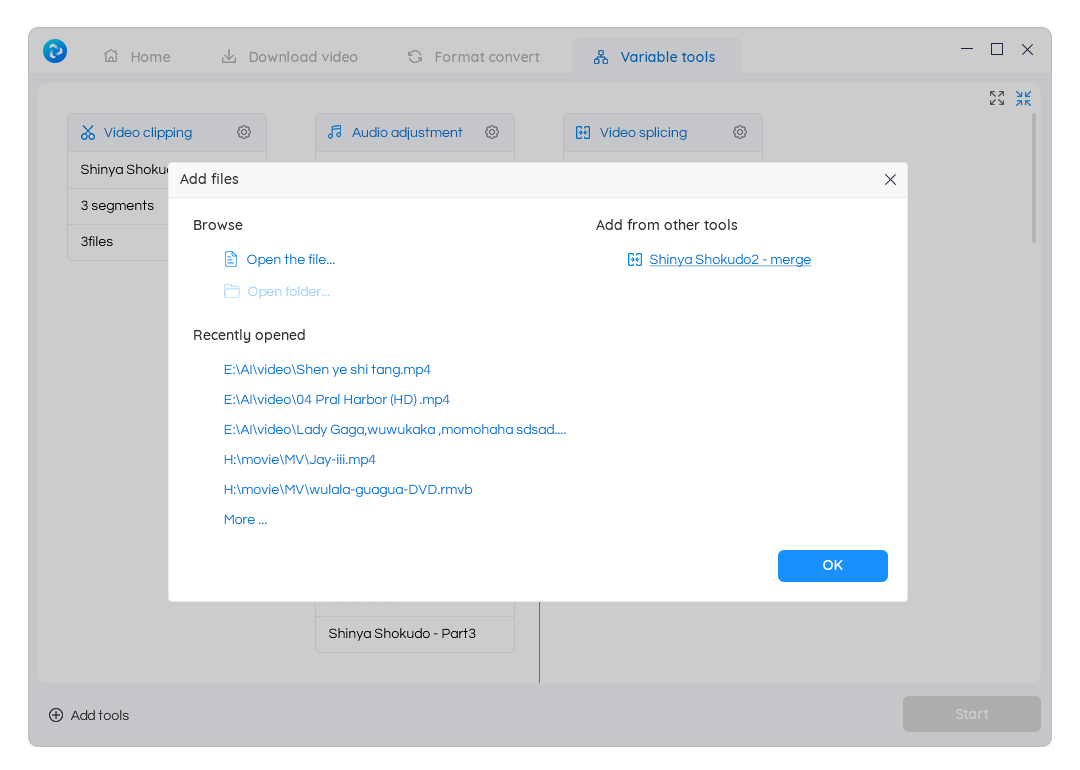 Home
Download video
Format convert
Variable tools
Video clipping
Audio adjustment
Video splicing
3 segments
3files
Add files
Browse
Open the file...
Open folder...
Add from other tools
Shinya Shokudo2 - merge
Recently opened
E:\AI\video\Shen ye shi tang.mp4
E:\AI\video\04 Pral Harbor (HD) .mp4
E:\AI\video\Lady Gaga,wuwukaka ,momohaha sdsad....
H:\movie\MV\Jay-iii.mp4
H:\movie\MV\wulala-guagua-DVD.rmvb
More ...
OK
Shinya Shokudo - Part3
Add tools
Start